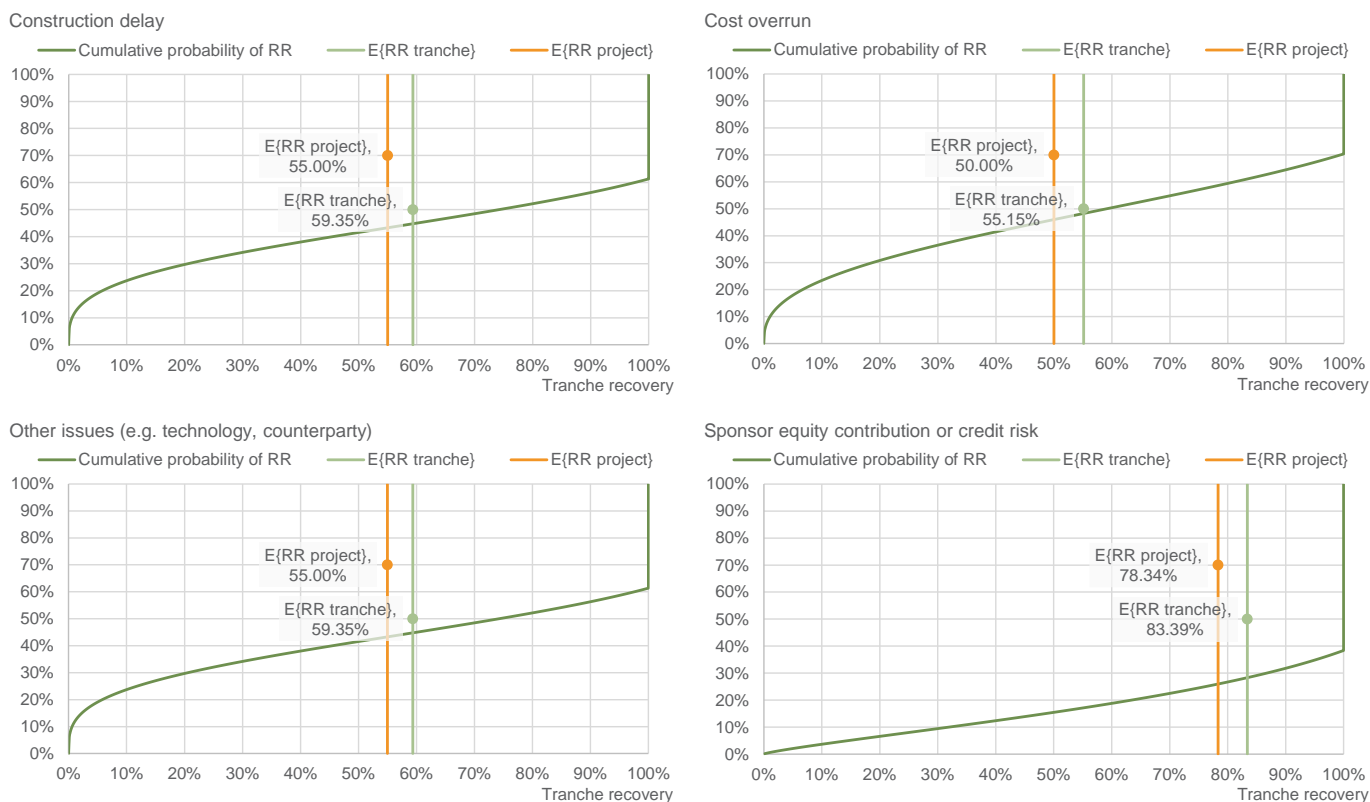 Construction delay
Cumulative probability of RR E{RR tranche} E{RR project}
100%
90%
80%
70%
60%
50%
40%
30%
20%
10%
0%
E{RR project},
55.00%
E{RR tranche},
59.35%
0% 10% 20% 30% 40% 50% 60% 70% 80% 90% 100%
Tranche recovery
Cost overrun
Cumulative probability of RR E{RR tranche} E{RR project}
100%
90%
80%
70%
60%
50%
40%
30%
20%
10%
0%
E{RR project},
50.00%
E{RR tranche},
55.15%
0% 10% 20% 30% 40% 50% 60% 70% 80% 90% 100%
Tranche recovery
Other issues (e.g. technology, counterparty)
Cumulative probability of RR E{RR tranche} E{RR project}
100%
90%
80%
70%
60%
50%
40%
30%
20%
10%
0%
E{RR project},
55.00%
E{RR tranche},
59.35%
0% 10% 20% 30% 40% 50% 60% 70% 80% 90% 100%
Tranche recovery
Sponsor equity contribution or credit risk
Cumulative probability of RR E{RR tranche} E{RR project}
100%
90%
80%
70%
60%
50%
40%
30%
20%
10%
0%
E{RR project},
78.34%
E{RR tranche},
83.39%
0% 10% 20% 30% 40% 50% 60% 70% 80% 90% 100%
Tranche recovery